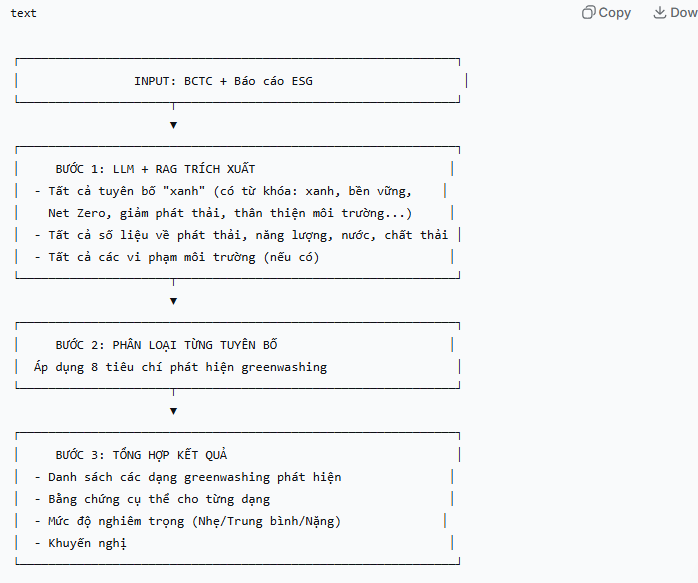 text
Copy
Dow
INPUT: BCTC + Báo cáo ESG
BƯỚC 1: LLM + RAG TRÍCH XUẤT
- Tất cả tuyên bố "xanh" (có từ khóa: xanh, bền vững,
Net Zero, giảm phát thải, thân thiện môi trường...)
- Tất cả số liệu về phát thải, năng lượng, nước, chất thải
- Tất cả các vi phạm môi trường (nếu có)
BƯỚC 2: PHÂN LOẠI TỪNG TUYÊN BỐ
Áp dụng 8 tiêu chí phát hiện greenwashing
BƯỚC 3: TỔNG HỢP KẾT QUẢ
- Danh sách các dạng greenwashing phát hiện
- Bằng chứng cụ thể cho từng dạng
- Mức độ nghiêm trọng (Nhẹ/Trung bình/Nặng)
- Khuyến nghị